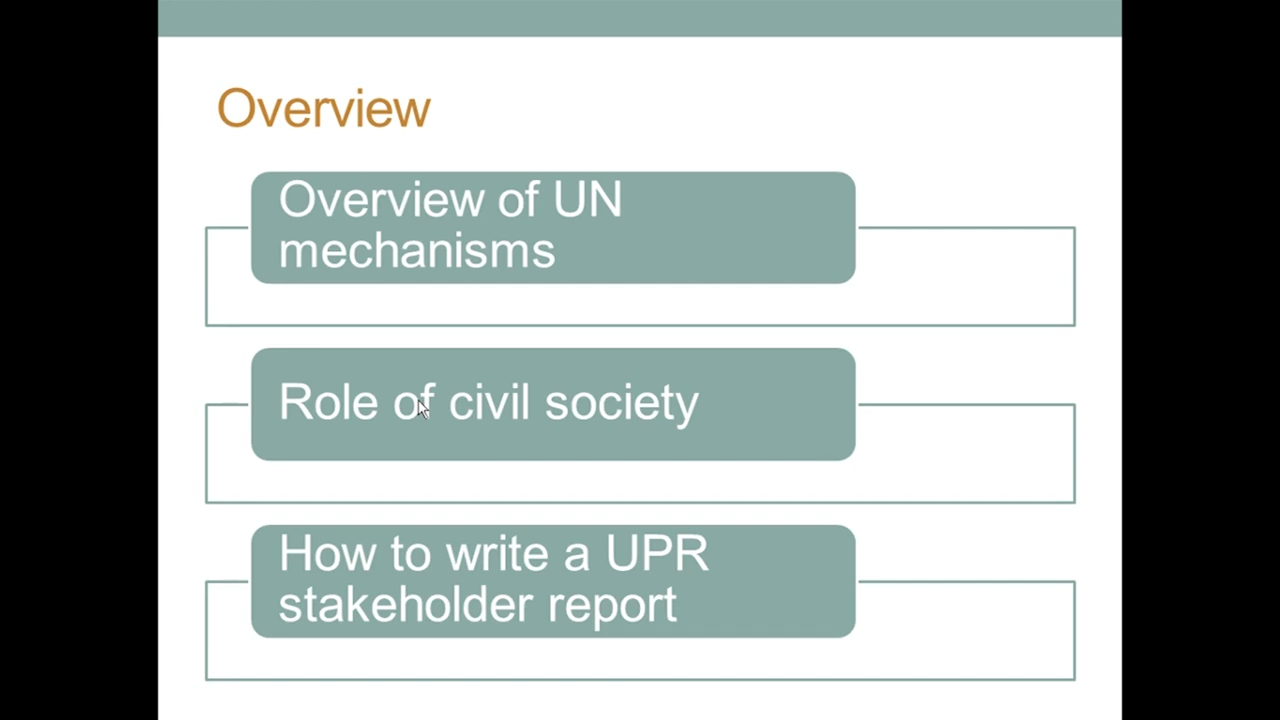 Overview
Overview of UN
mechanisms
Role of civil society
How to write a UPR
stakeholder report